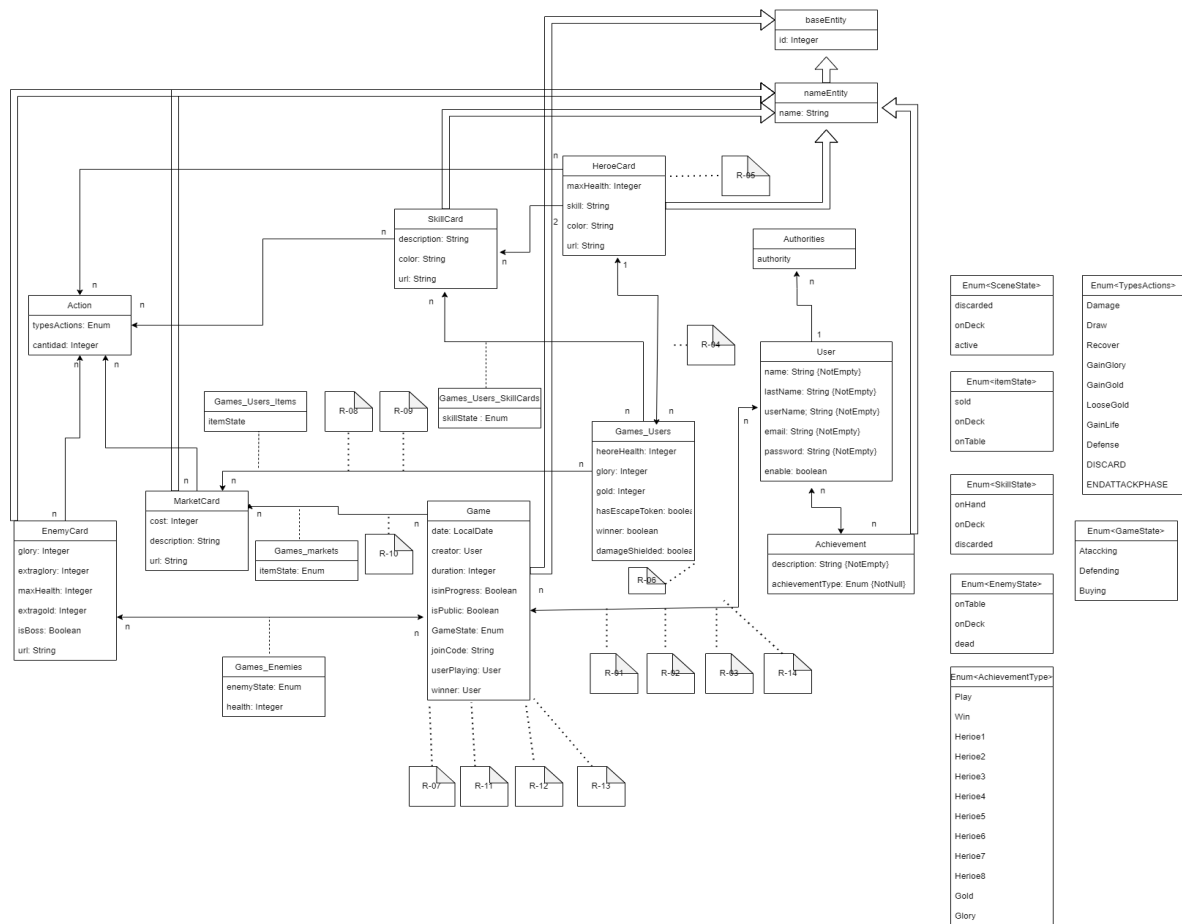 baseEntity
id: Integer
nameEntity
name: String
n
HeroeCard
maxHealth: Integer
skill: String
color: String
url: String
R-05
2
1
SkillCard
description: String
color: String
url: String
n
n
n
Authorities
authority
n
1
Action
typesActions: Enum
cantidad: Integer
n
n
n
n
Enum<SceneState>
discarded
onDeck
active
Enum<TypesActions>
Damage
Draw
Recover
GainGlory
GainGold
LooseGold
GainLife
Defense
DISCARD
ENDATTACKPHASE
R-04
User
name: String {NotEmpty}
lastName: String {NotEmpty}
userName; String {NotEmpty}
email: String {NotEmpty}
password: String {NotEmpty}
enable: boolean
n
n
Enum<itemState>
sold
onDeck
onTable
Games_Users_Items
itemState
R-08
R-09
Games_Users_SkillCards
skillState : Enum
n
n
Games_Users
heoreHealth: Integer
glory: Integer
gold: Integer
hasEscapeToken: boolea
winner: boolean
damageShielded: boolea
n
R-06
Enum<SkillState>
onHand
onDeck
discarded
n
MarketCard
cost: Integer
description: String
url: String
n
n
Games_markets
itemState: Enum
R-10
n
Game
date: LocalDate
creator: User
duration: Integer
isinProgress: Boolean
isPublic: Boolean
GameState: Enum
joinCode: String
userPlaying: User
winner: User
n
n
n
EnemyCard
glory: Integer
extraglory: Integer
maxHealth: Integer
extragold: Integer
isBoss: Boolean
url: String
n
Games_Enemies
enemyState: Enum
health: Integer
n
Achievement
description: String {NotEmpty}
achievementType: Enum {NotNull}
Enum<GameState>
Ataccking
Defending
Buying
Enum<EnemyState>
onTable
onDeck
dead
R-01
R-02
R-03
R-14
R-07
R-11
R-12
R-13
Enum<AchievementType>
Play
Win
Herioe1
Herioe2
Herioe3
Herioe4
Herioe5
Herioe6
Herioe7
Herioe8
Gold
Glory